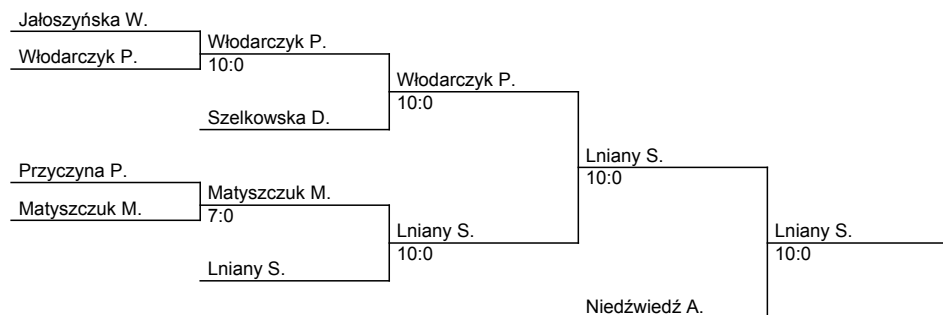 Jałoszyńska W.
Włodarczyk P.
Włodarczyk P.
10:0
Włodarczyk P.
10:0
Szelkowska D.
Lniany S.
10:0
Przyczyna P.
Matyszczuk M.
Matyszczuk M.
7:0
Lniany S.
10:0
Lniany S.
10:0
Lniany S.
Niedźwiedź A.